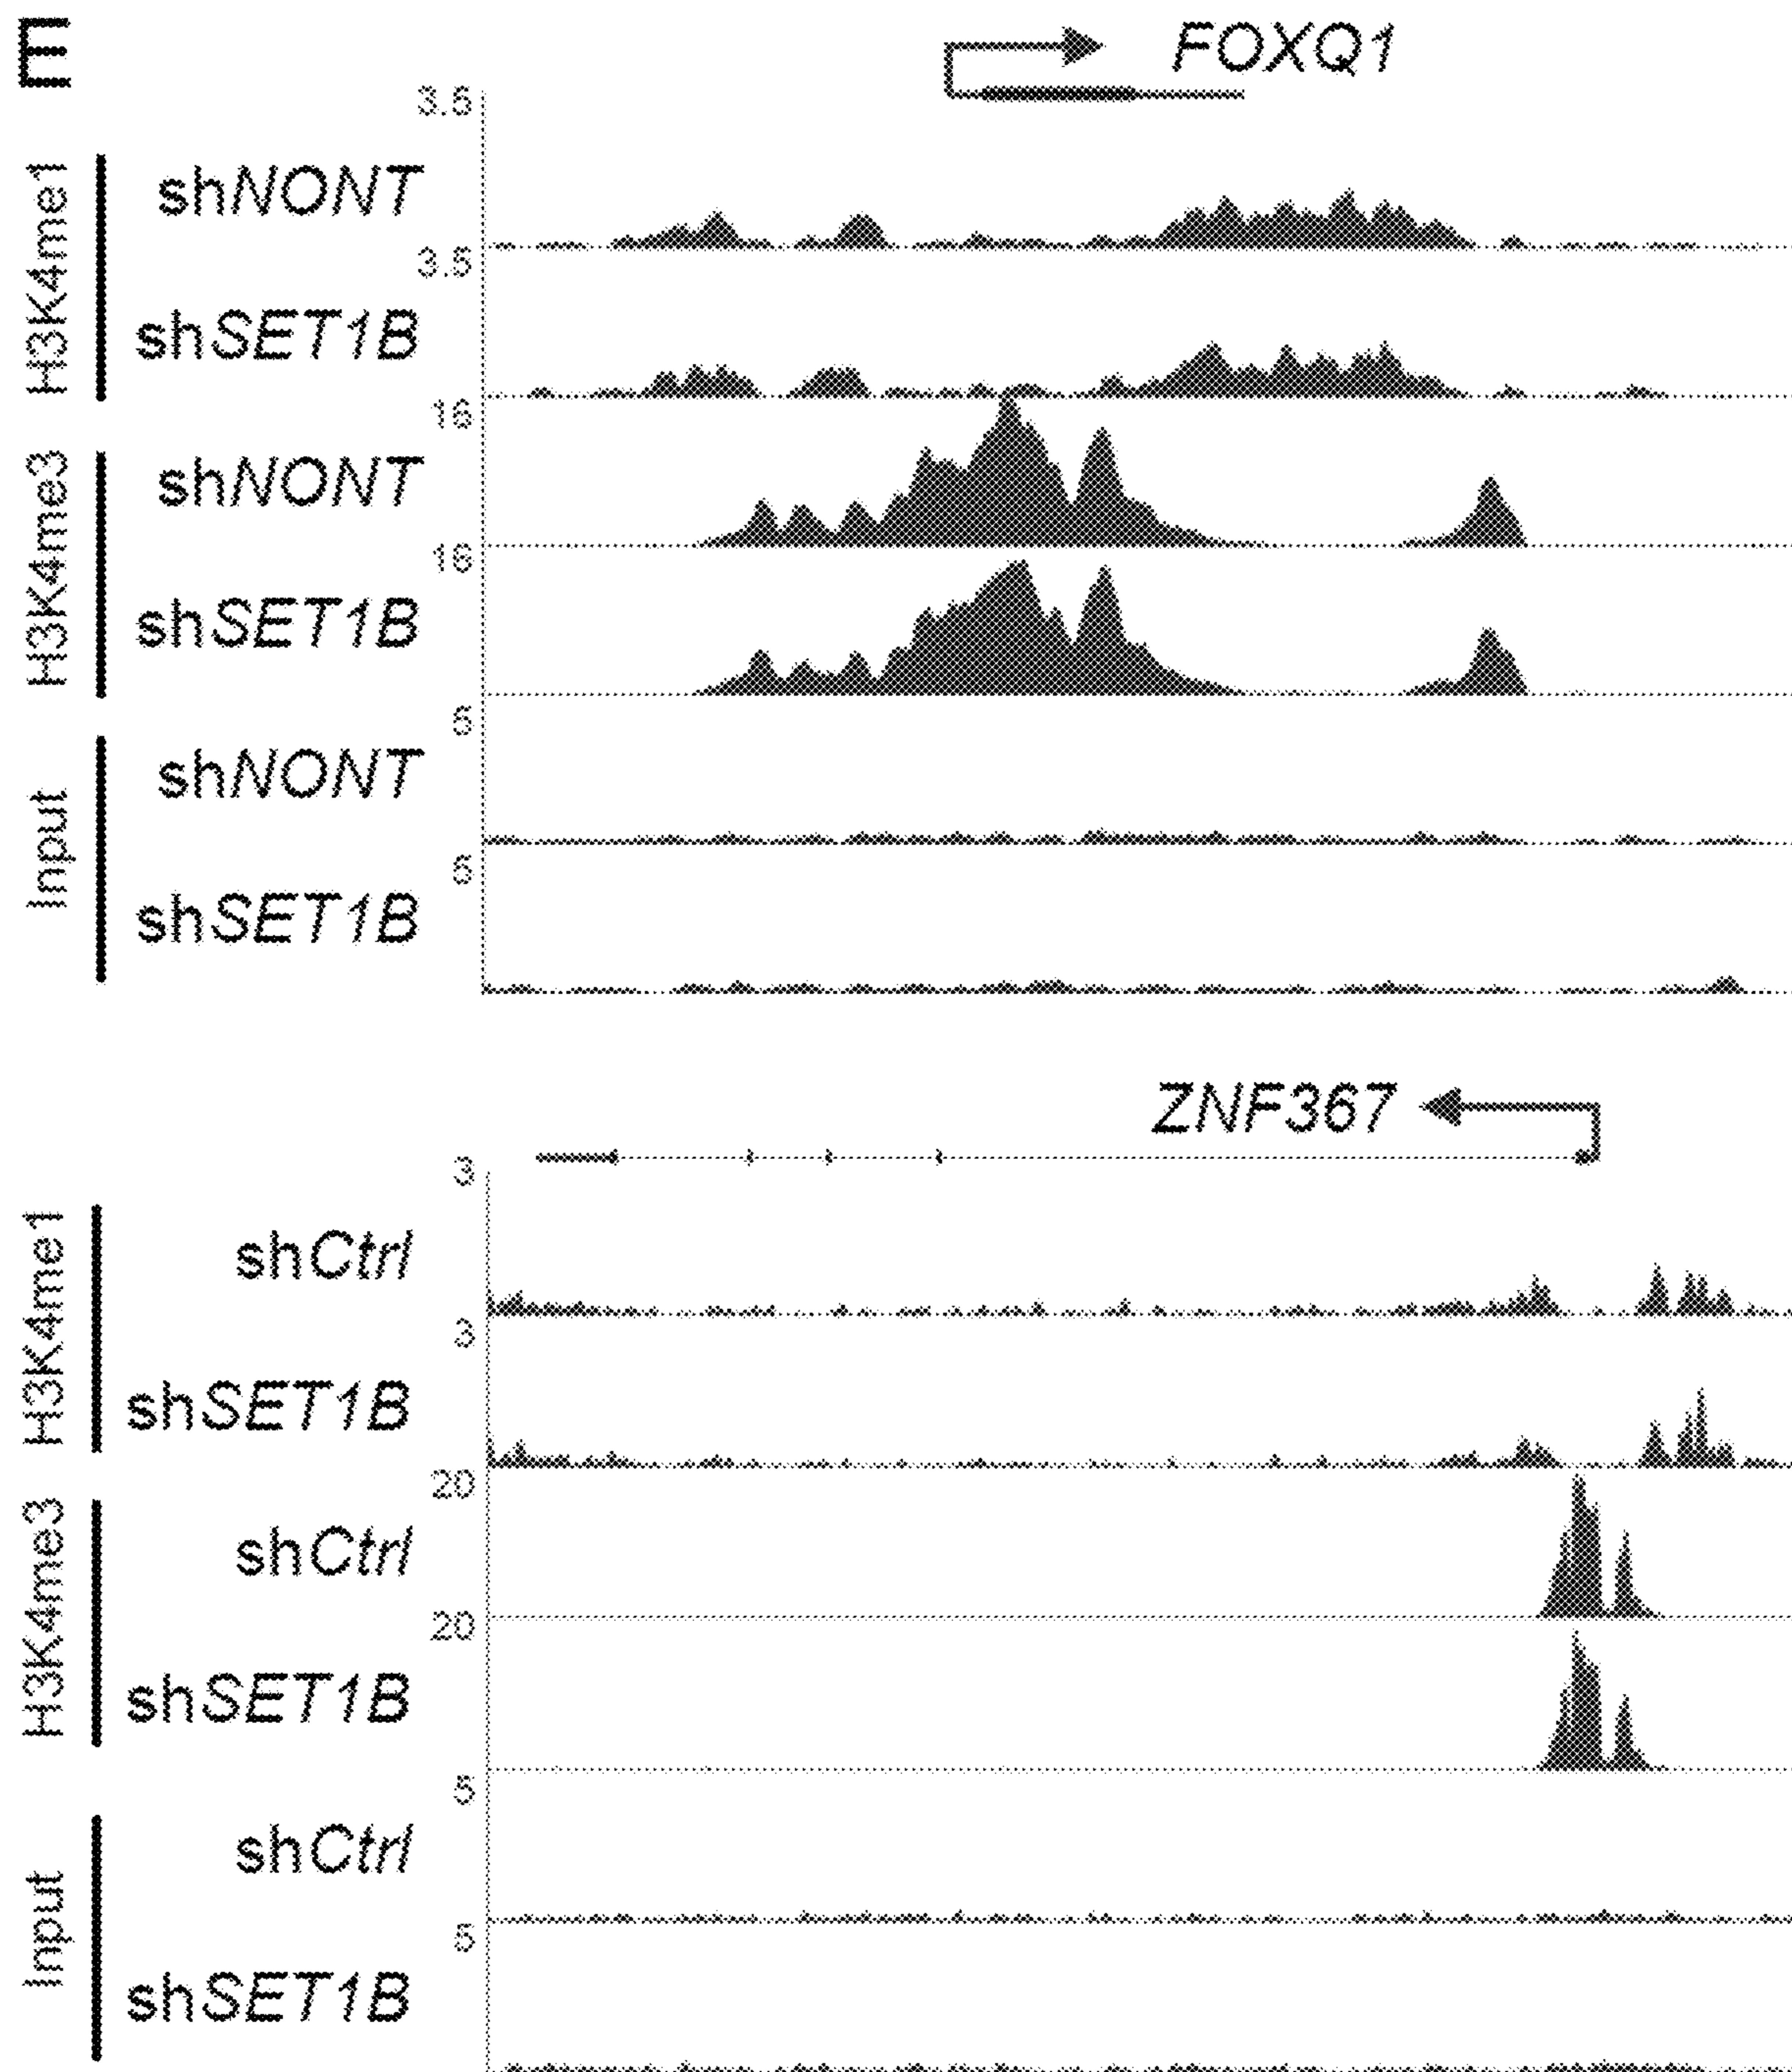 E
FOXQ1
3.5
H3K4me1
shNONT
3.5
shSET1B
16
H3K4me3
shNONT
16
shSET1B
5
Input
shNONT
5
shSET1B
ZNF367
3
H3K4me1
shCtrl
3
shSET1B
20
H3K4me3
shCtrl
20
shSET1B
5
Input
shCtrl
5
shSET1B